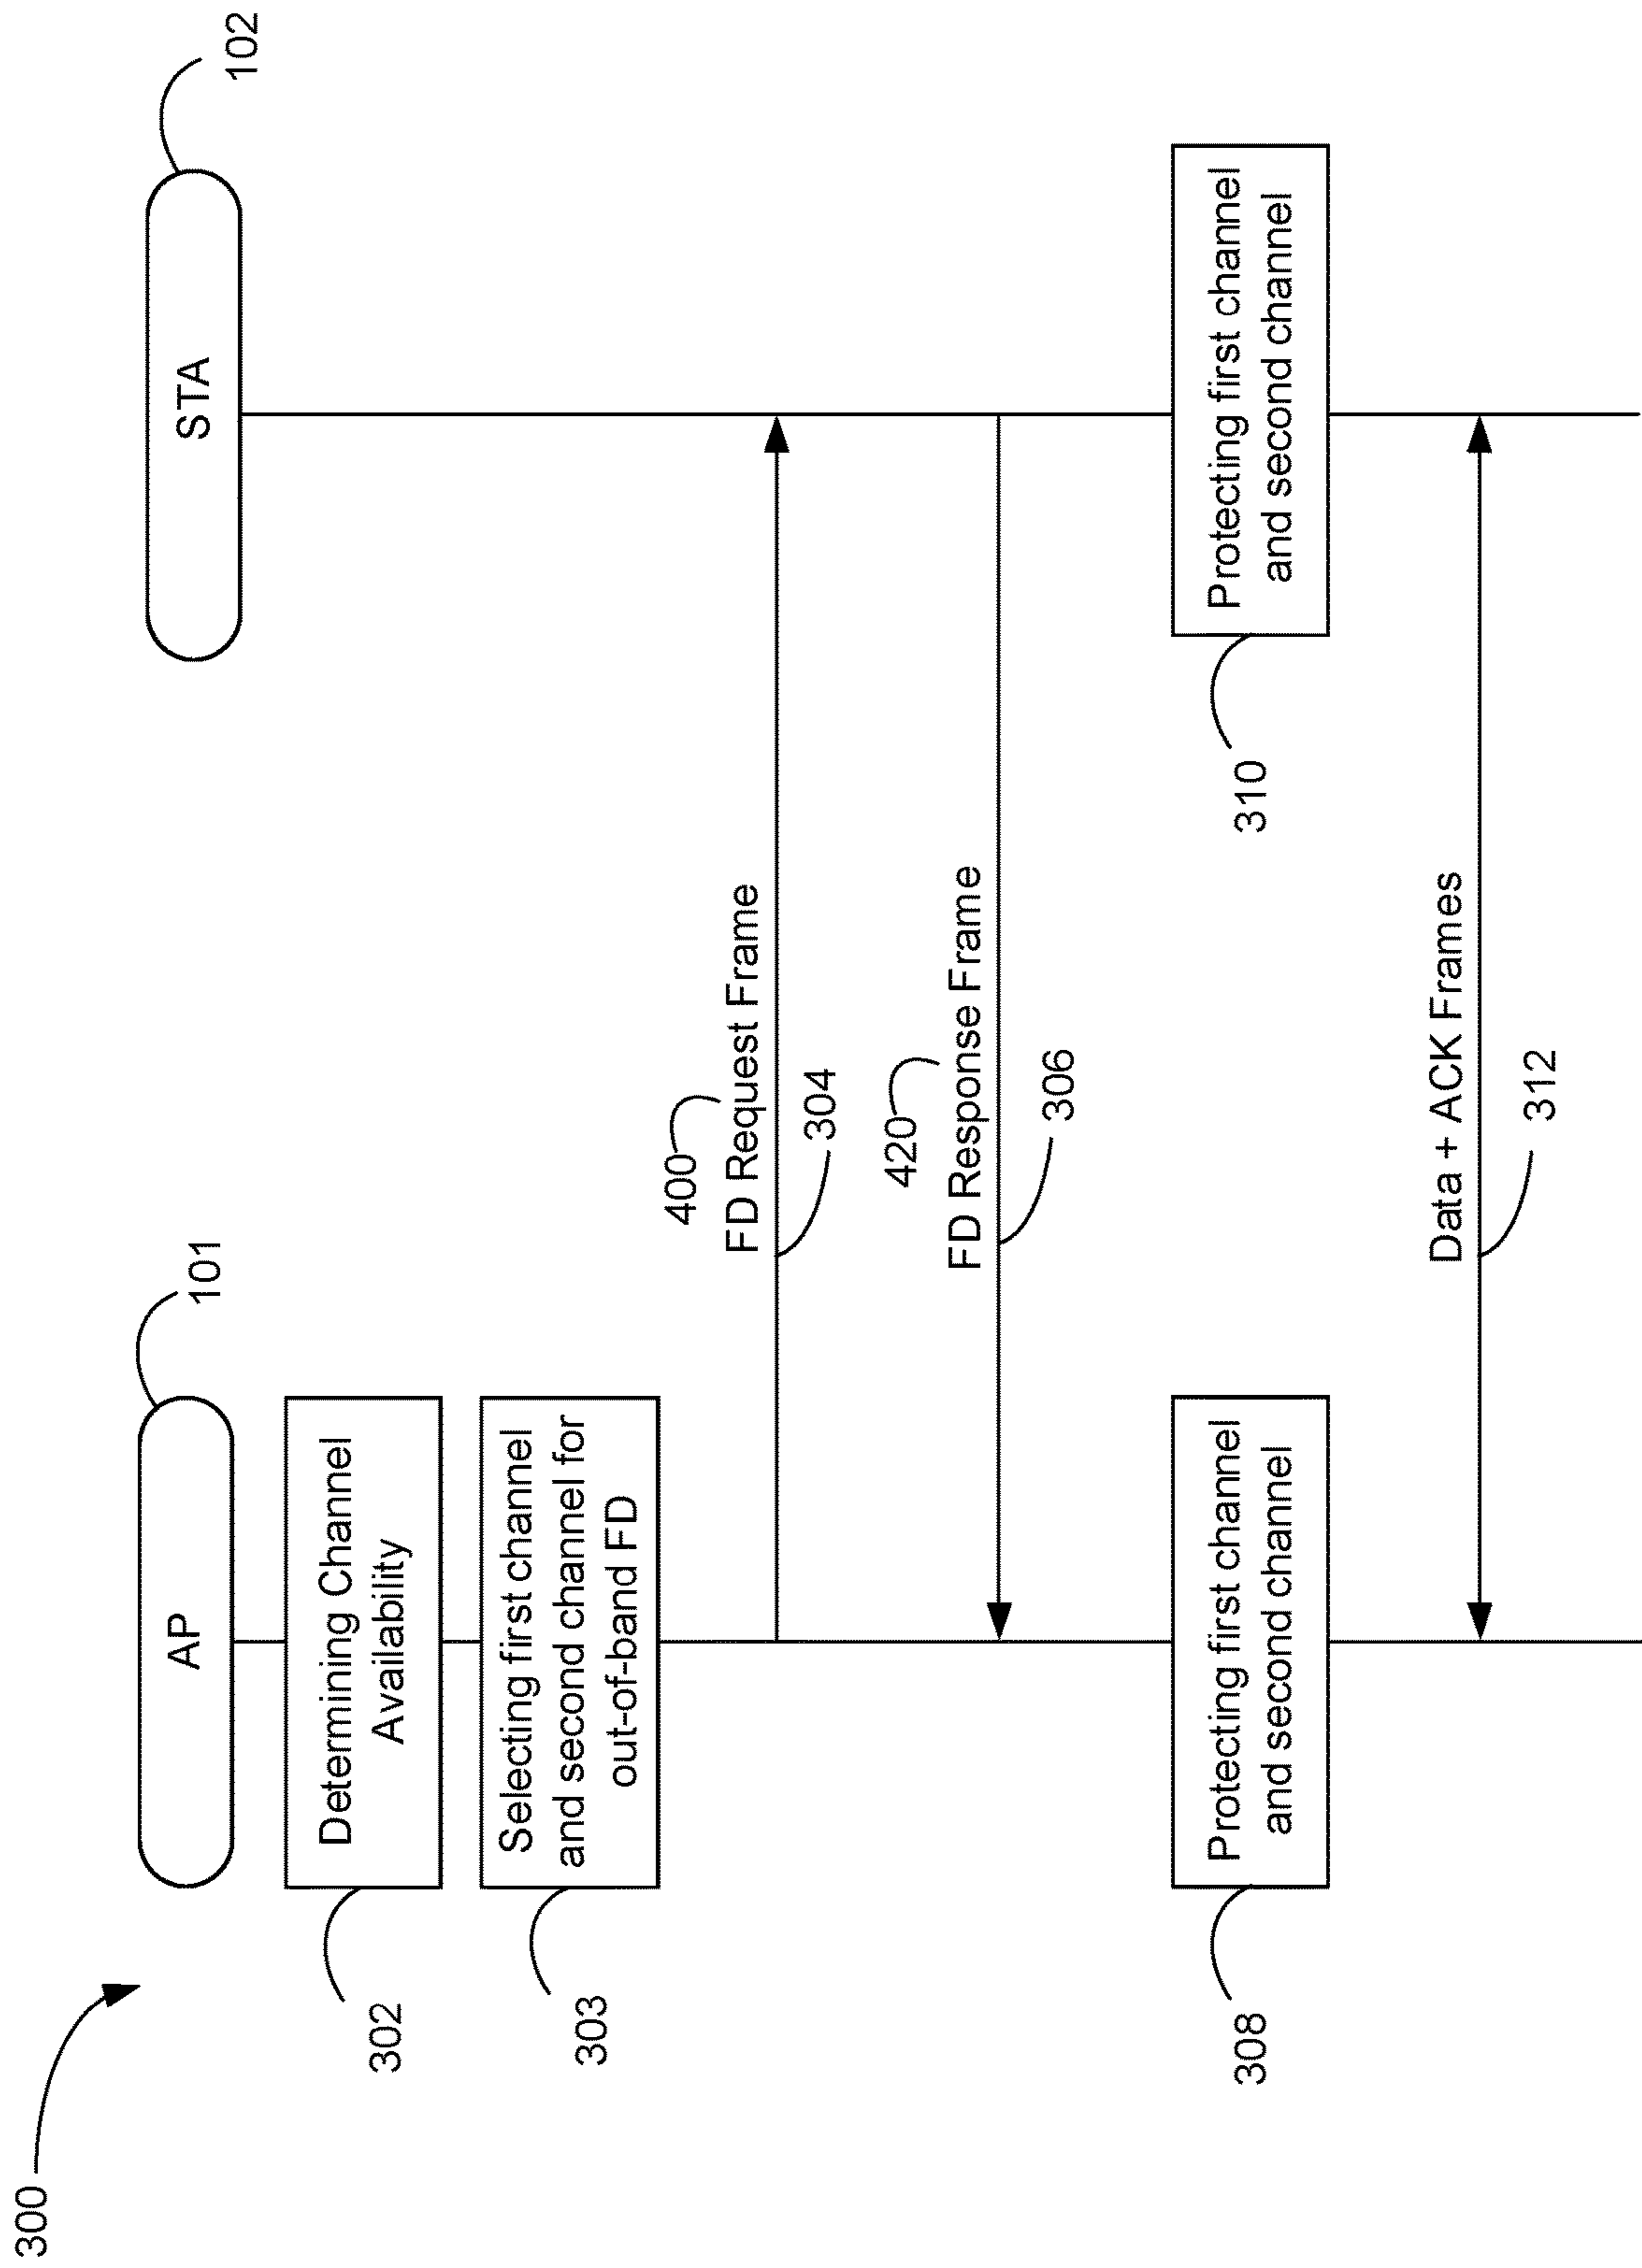 300
AP
101
STA
102
302
Determining Channel
Availability
303
Selecting first channel
and second channel for
out-of-band FD
400
FD Request Frame
304
420
FD Response Frame
306
308
Protecting first channel
and second channel
310
Protecting first channel
and second channel
Data + ACK Frames
312